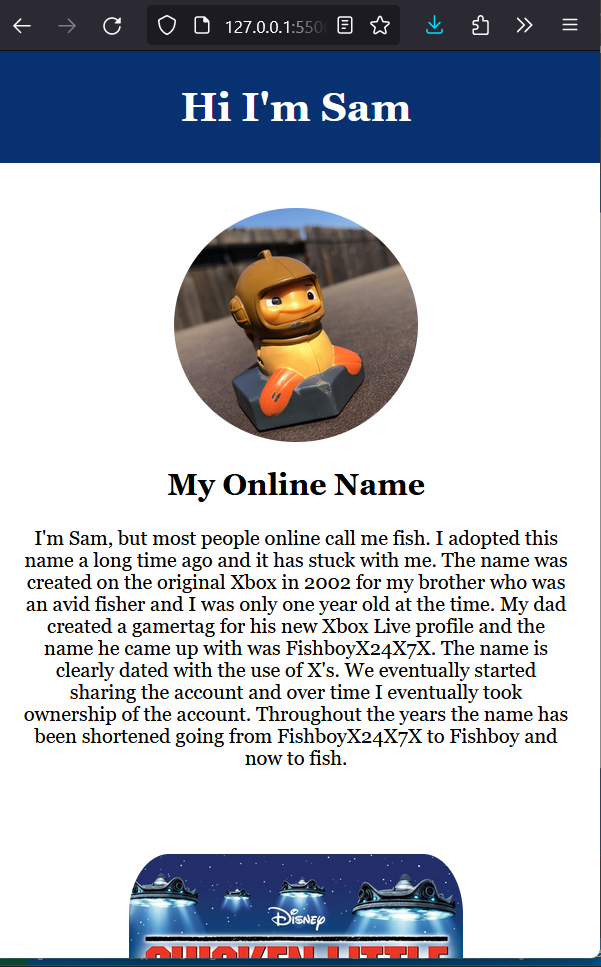 127.0.0.1:550
Hi I'm Sam
My Online Name
I'm Sam, but most people online call me fish. I adopted this
name a long time ago and it has stuck with me. The name was
created on the original Xbox in 2002 for my brother who was
an avid fisher and I was only one year old at the time. My dad
created a gamertag for his new Xbox Live profile and the
name he came up with was FishboyX24X7X. The name is
clearly dated with the use of X's. We eventually started
sharing the account and over time I eventually took
ownership of the account. Throughout the years the name has
been shortened going from FishboyX24X7X to Fishboy and
now to fish.
Disney
CHICKEN LITTLE